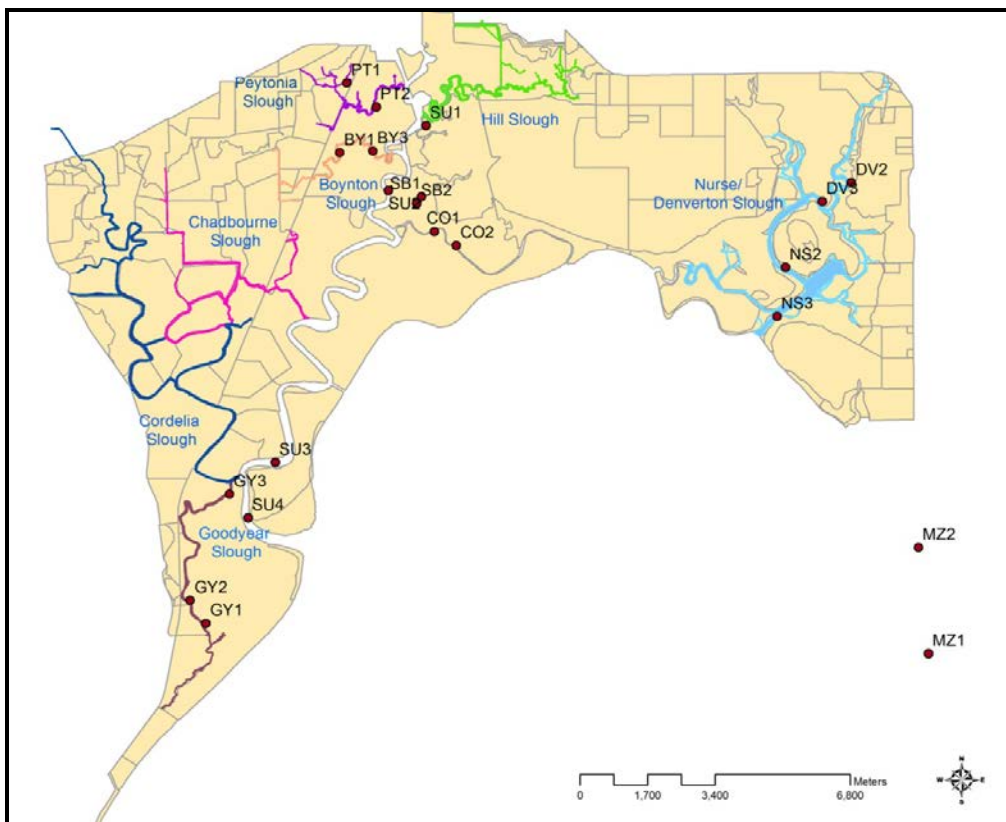 PT1
Peytonia
Slough
PT2
SU1
Hill Slough
BY1
BY3
Boynton
Slough
SB1
SB2
SU2
CO1
CO2
Chadbourne
Slough
Nurse/
Denverton Slough
DV2
DV3
NS2
NS3
Cordelia
Slough
SU3
GY3
SU4
Goodyear
Slough
GY2
GY1
MZ2
MZ1
N
W
E
S
Meters
0 1,700 3,400 6,800